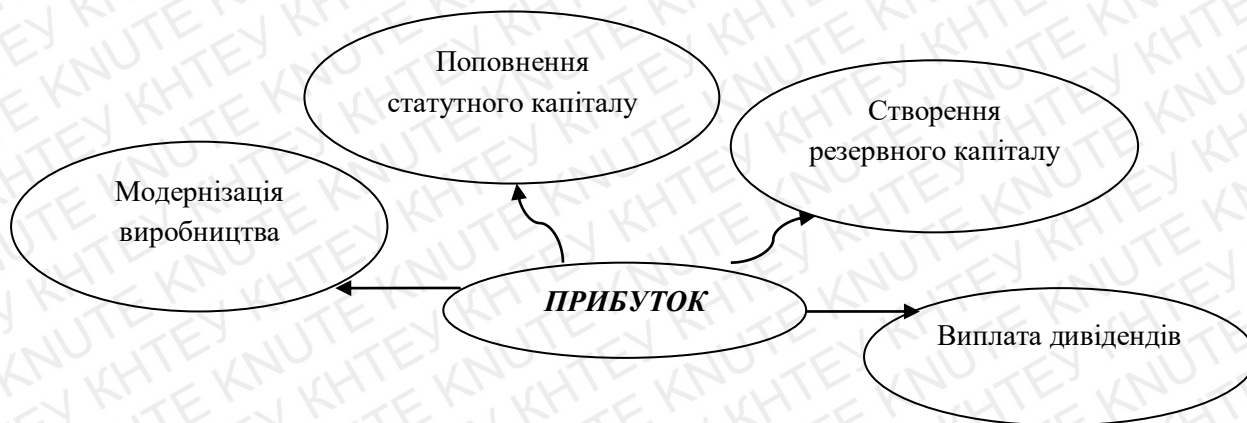 Поповнення
статутного капіталу
Створення
резервного капіталу
Модернізація
виробництва
ПРИБУТОК
Виплата дивідендів